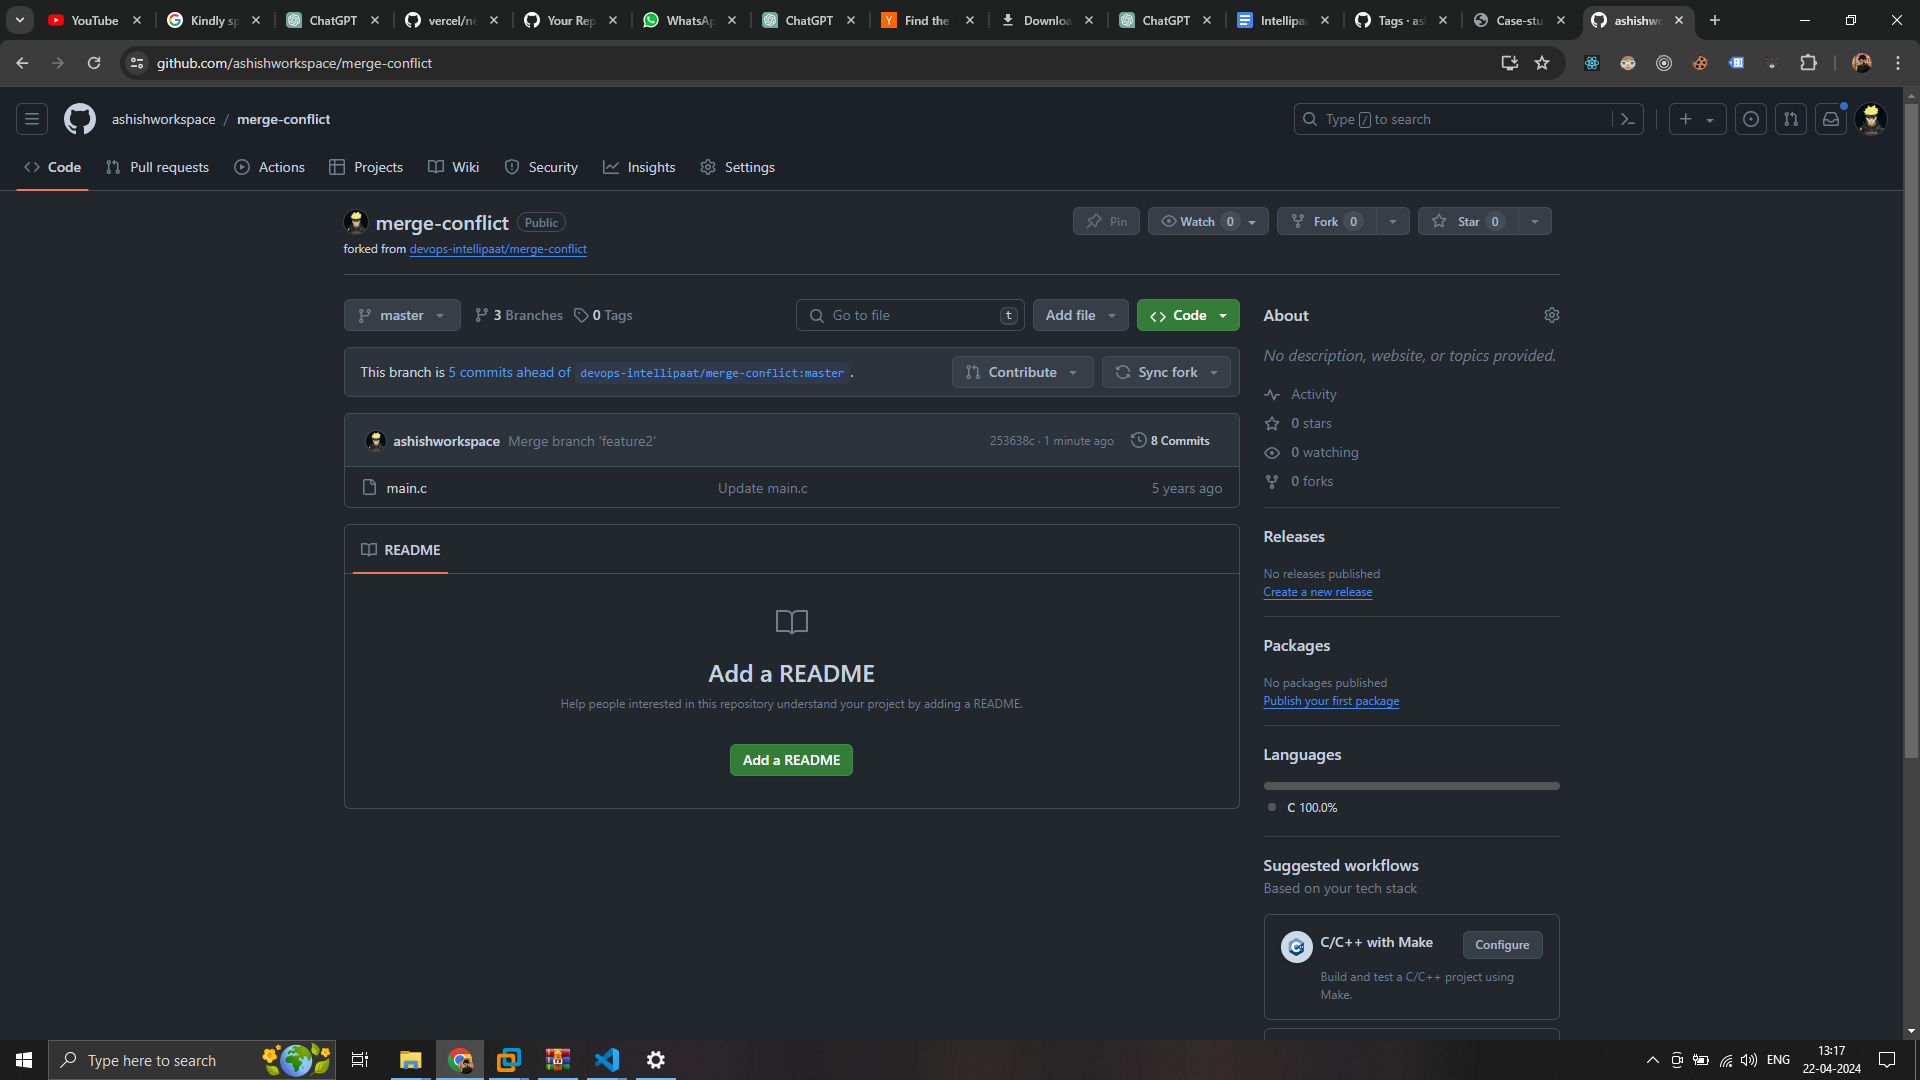 YouTube
Kindly sp
ChatGPT
vercel/ne
Your Rep
WhatsAp
ChatGPT
Find the
Downloa
ChatGPT
Intellipa
Tags · as
Case-stu
ashishwo
github.com/ashishworkspace/merge-conflict
ashishworkspace / merge-conflict
Type / to search
Code
Pull requests
Actions
Projects
Wiki
Security
Insights
Settings
merge-conflict Public
Pin
Watch 0
Fork 0
Star 0
forked from devops-intellipaat/merge-conflict
master
3 Branches
0 Tags
Go to file t
Add file
Code
About
No description, website, or topics provided.
This branch is 5 commits ahead of devops-intellipaat/merge-conflict:master .
Contribute
Sync fork
Activity
0 stars
0 watching
0 forks
ashishworkspace Merge branch 'feature2'
253638c · 1 minute ago
8 Commits
main.c
Update main.c
5 years ago
README
Add a README
Help people interested in this repository understand your project by adding a README.
Add a README
Releases
No releases published
Create a new release
Packages
No packages published
Publish your first package
Languages
C 100.0%
Suggested workflows
Based on your tech stack
C/C++ with Make
Configure
Build and test a C/C++ project using
Make.
Type here to search
ENG
13:17
22-04-2024